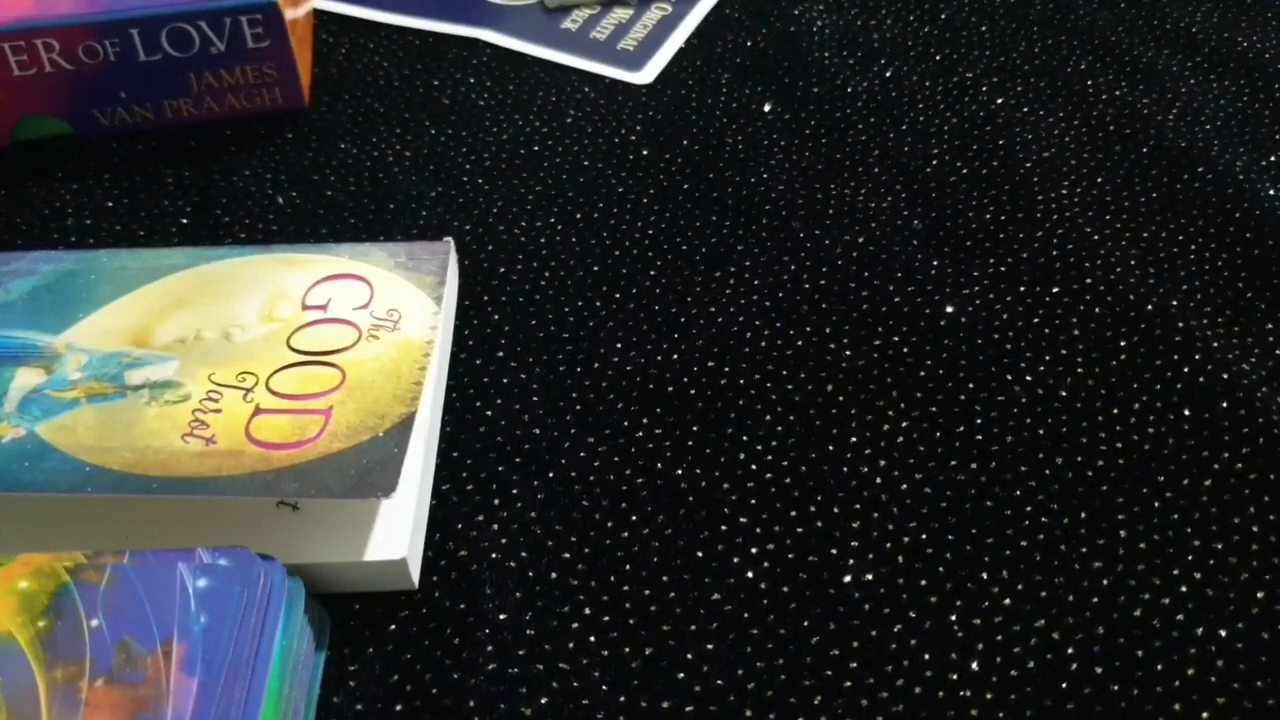 ER OF LOVE
JAMES
VAN PRAAGH
ORIGINAL
WAITE
DECK
The
GOOD
Tarot
t